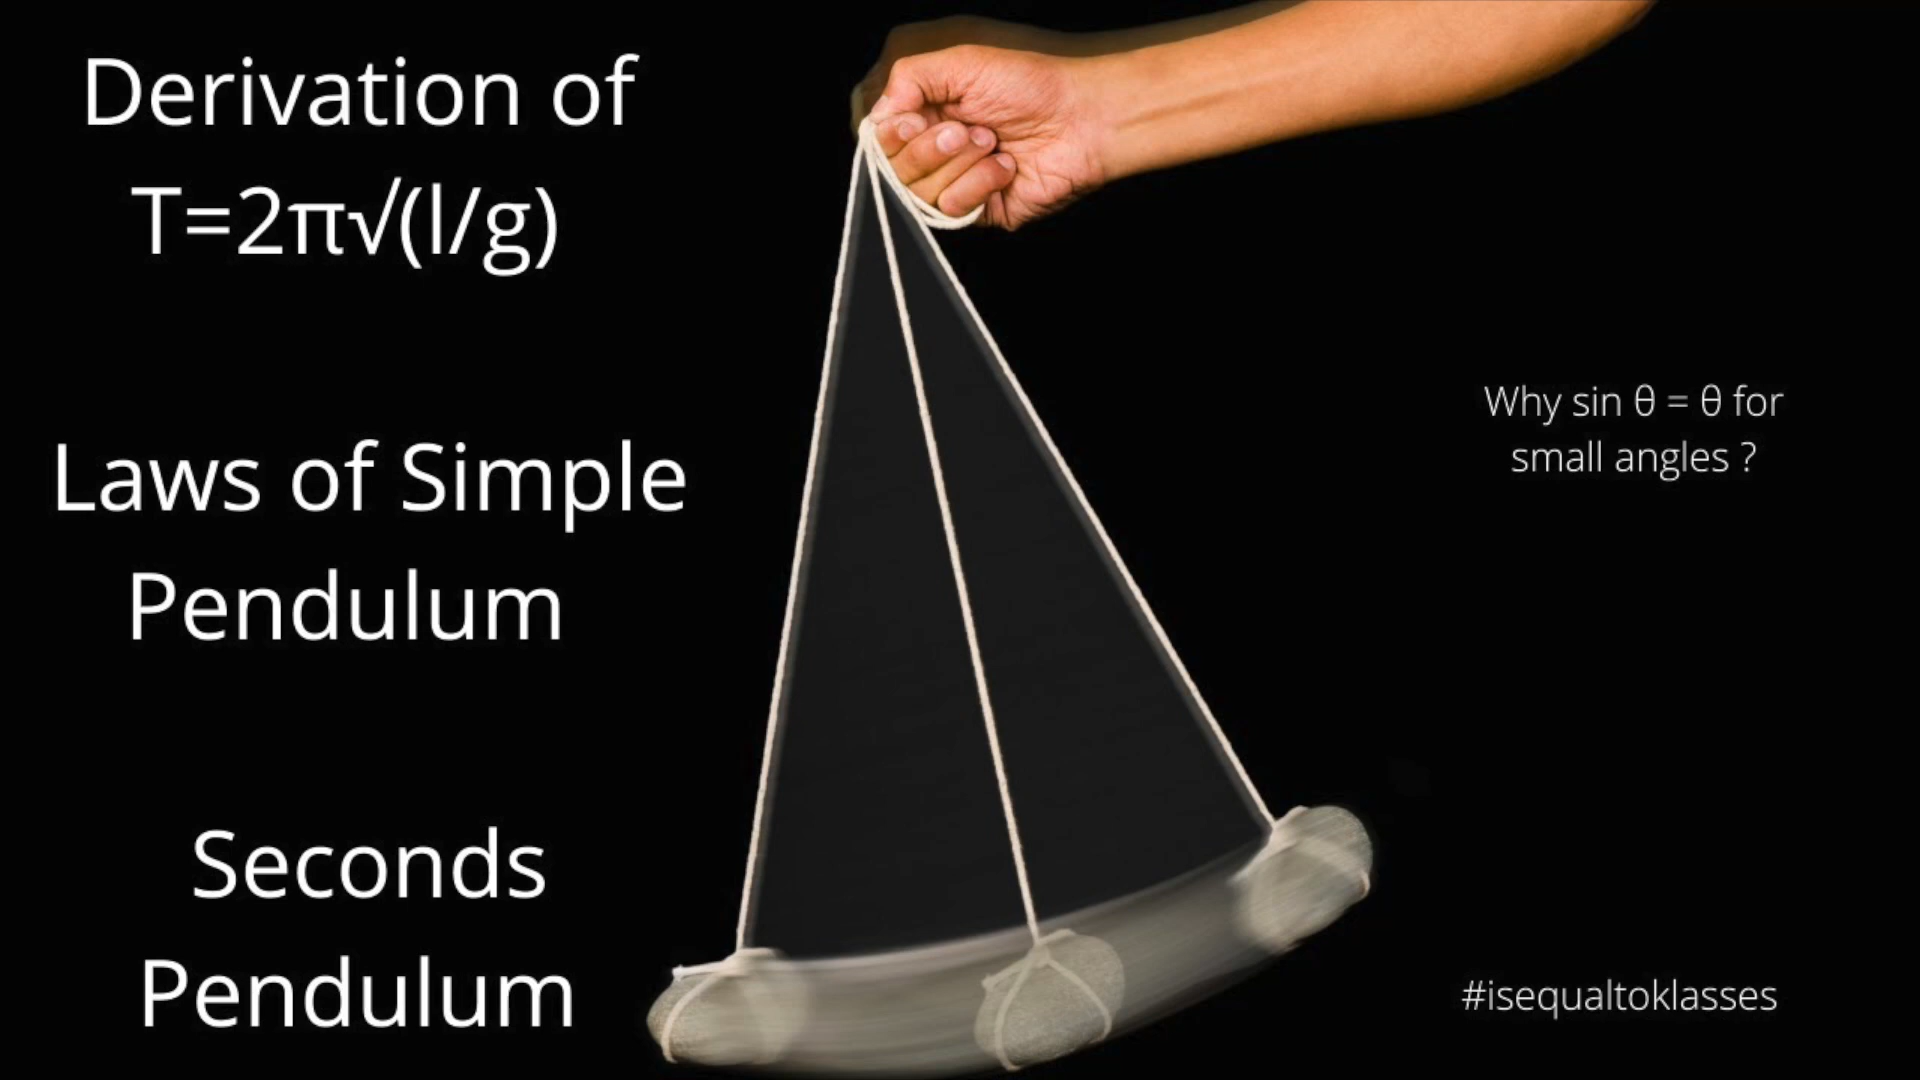 Derivation of
T=2π√(l/g)
Laws of Simple
Pendulum
Seconds
Pendulum
Why sin θ = θ for
small angles ?
#isequaltoklasses